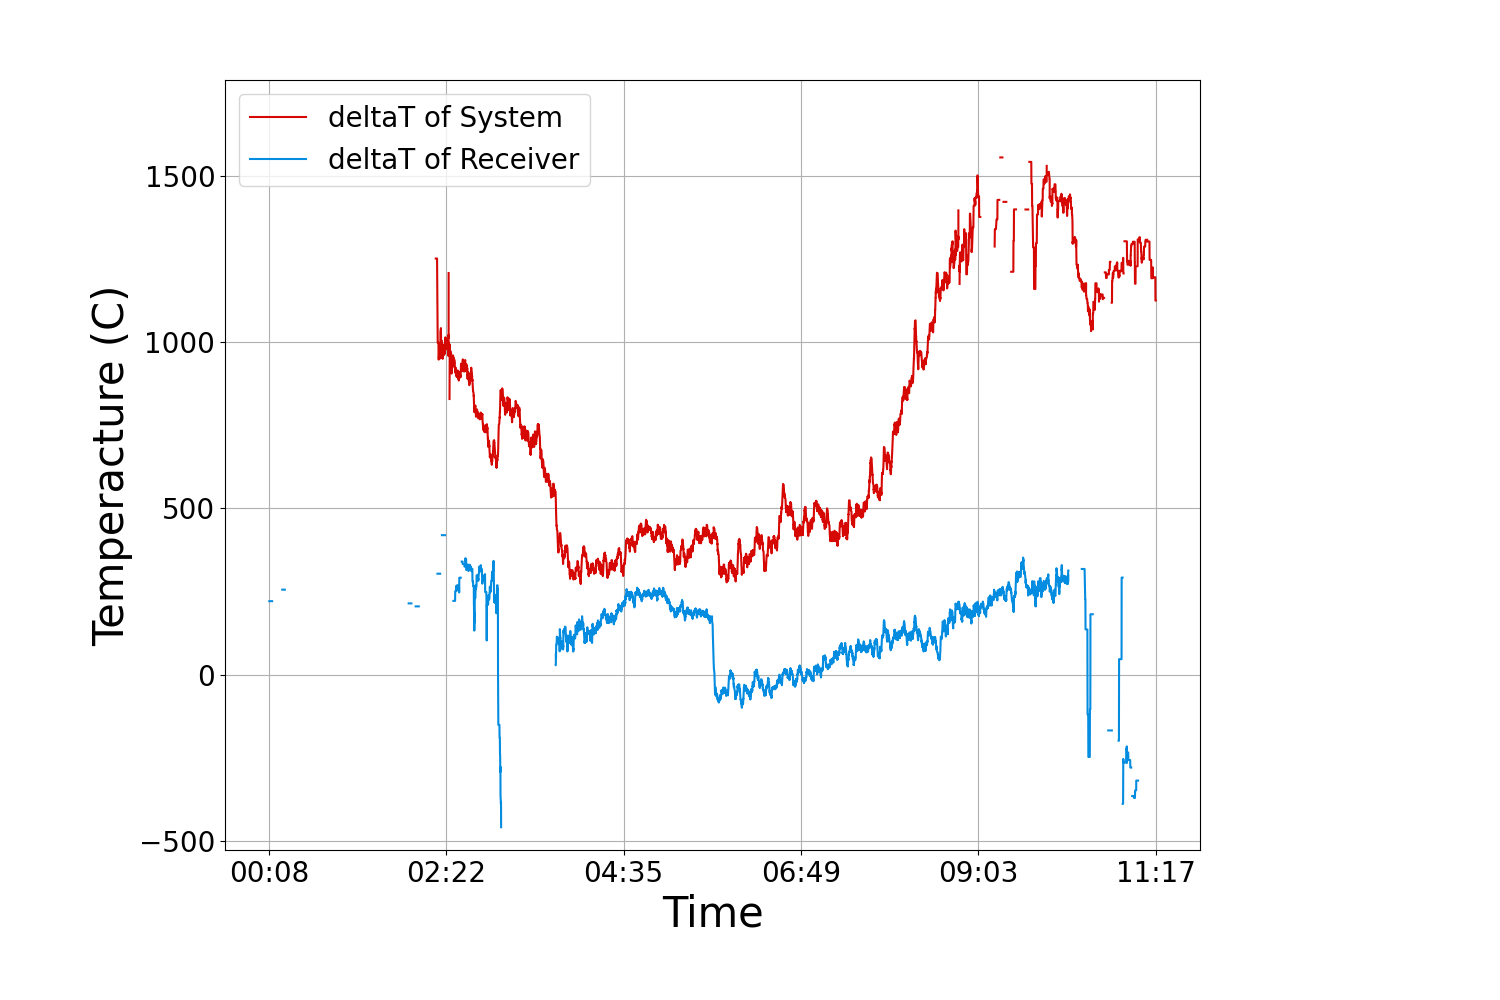 deltaT of System
deltaT of Receiver
1500
1000
500
0
−500
Temperacture (C)
00:08 02:22 04:35 06:49 09:03 11:17
Time